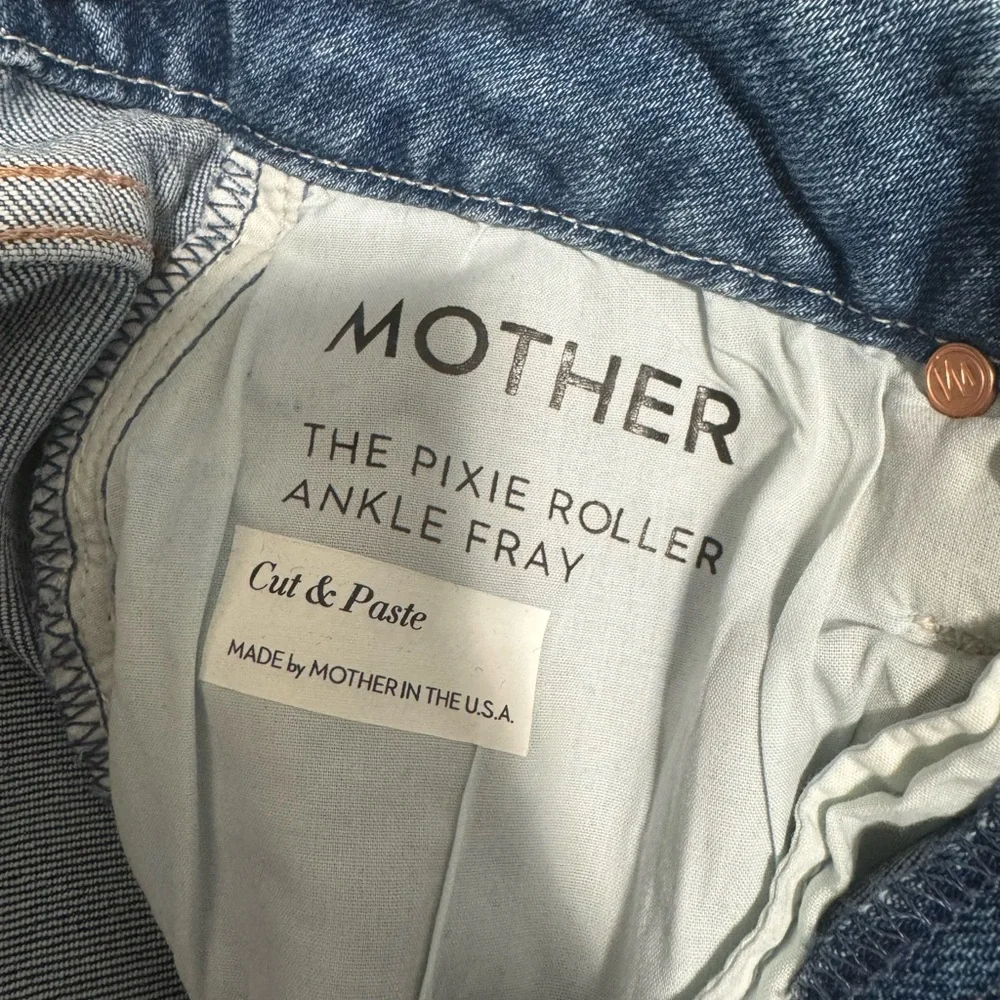 MOTHER
THE PIXIE ROLLER
ANKLE FRAY
Cut & Paste
MADE by MOTHER IN THE U.S.A.
M